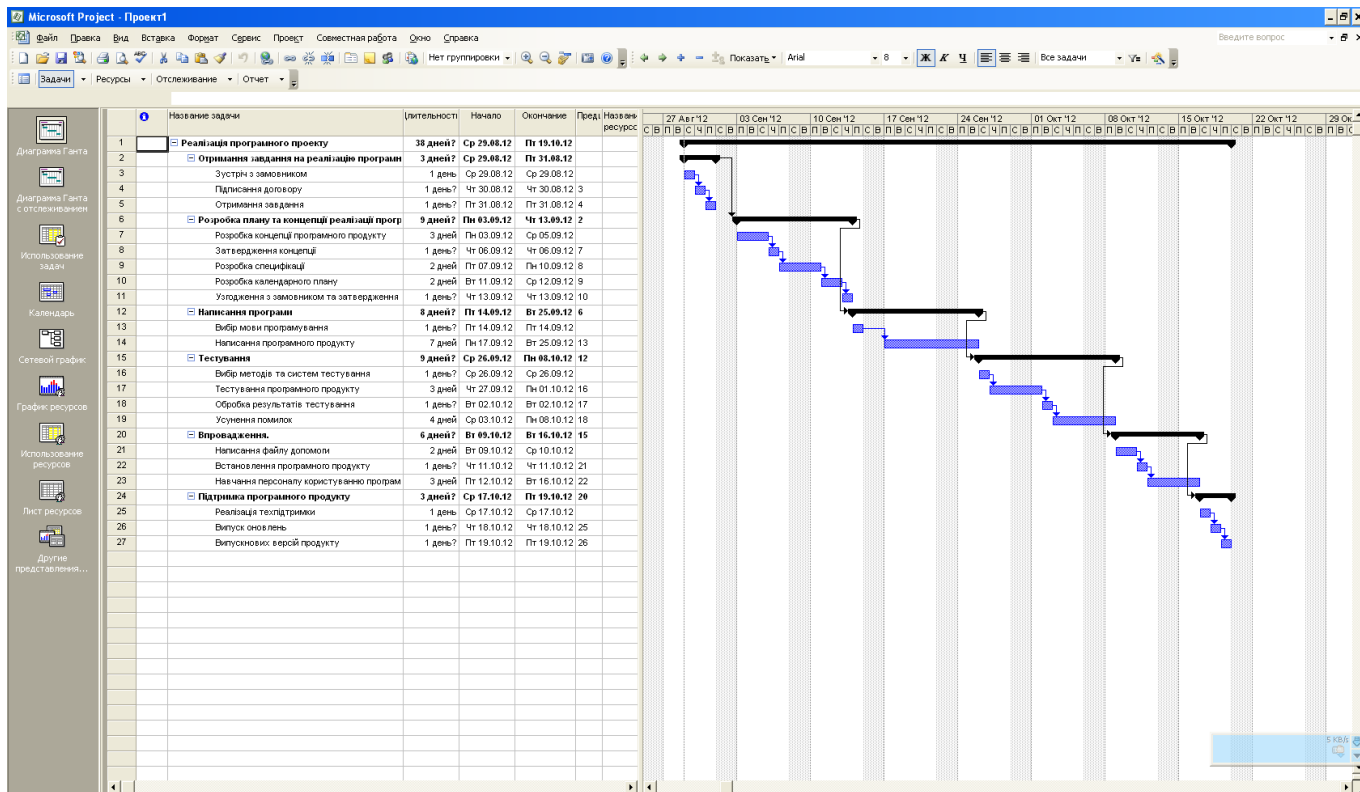 Microsoft Project - Проект1
Файл Правка Вид Вставка Формат Сервис Проект Совместная работа Окно Справка Введите вопрос
Нет группировки Показать Arial 8 Ж К Ч Все задачи
Задачи Ресурсы Отслеживание Отчет
Название задачи Длительность Начало Окончание Предц Названи ресурсс
27 Авг '12 03 Сен '12 10 Сен '12 17 Сен '12 24 Сен '12 01 Окт '12 08 Окт '12 15 Окт '12 22 Окт '12 29 Ок
С В П В С Ч П С В П В С Ч П С В П В С Ч П С В П В С Ч П С В П В С Ч П С В П В С Ч П С В П В С Ч П С В П В С Ч П С В П В С Ч П С В П В С
1 Реалізація програмного проекту 38 дней? Ср 29.08.12 Пт 19.10.12
2 Отримання завдання на реалізацію програмн 3 дней? Ср 29.08.12 Пт 31.08.12
3 Зустріч з замовником 1 день Ср 29.08.12 Ср 29.08.12
4 Підписання договору 1 день? Чт 30.08.12 Чт 30.08.12 3
5 Отримання завдання 1 день? Пт 31.08.12 Пт 31.08.12 4
6 Розробка плану та концепції реалізації прогр 9 дней? Пн 03.09.12 Чт 13.09.12 2
7 Розробка концепції програмного продукту 3 дней Пн 03.09.12 Ср 05.09.12
8 Затвердження концепції 1 день? Чт 06.09.12 Чт 06.09.12 7
9 Розробка специфікації 2 дней Пт 07.09.12 Пн 10.09.12 8
10 Розробка календарного плану 2 дней Вт 11.09.12 Ср 12.09.12 9
11 Узгодження з замовником та затвердження 1 день? Чт 13.09.12 Чт 13.09.12 10
12 Написання програми 8 дней? Пт 14.09.12 Вт 25.09.12 6
13 Вибір мови програмування 1 день? Пт 14.09.12 Пт 14.09.12
14 Написання програмного продукту 7 дней Пн 17.09.12 Вт 25.09.12 13
15 Тестування 9 дней? Ср 26.09.12 Пн 08.10.12 12
16 Вибір методів та систем тестування 1 день? Ср 26.09.12 Ср 26.09.12
17 Тестування програмного продукту 3 дней Чт 27.09.12 Пн 01.10.12 16
18 Обробка результатів тестування 1 день? Вт 02.10.12 Вт 02.10.12 17
19 Усунення помилок 4 дней Ср 03.10.12 Пн 08.10.12 18
20 Впровадження. 6 дней? Вт 09.10.12 Вт 16.10.12 15
21 Написання файлу допомоги 2 дней Вт 09.10.12 Ср 10.10.12
22 Встановлення програмного продукту 1 день? Чт 11.10.12 Чт 11.10.12 21
23 Навчання персоналу користуванню програм 3 дней Пт 12.10.12 Вт 16.10.12 22
24 Підтримка програмного продукту 3 дней? Ср 17.10.12 Пт 19.10.12 20
25 Реалізація техпідтримки 1 день Ср 17.10.12 Ср 17.10.12
26 Випуск оновлень 1 день? Чт 18.10.12 Чт 18.10.12 25
27 Випускнових версій продукту 1 день? Пт 19.10.12 Пт 19.10.12 26
Диаграмма Ганта
Диаграмма Ганта
с отслеживанием
Использование
задач
Календарь
Сетевой график
График ресурсов
Использование
ресурсов
Лист ресурсов
Другие
представления...
5 KB/s